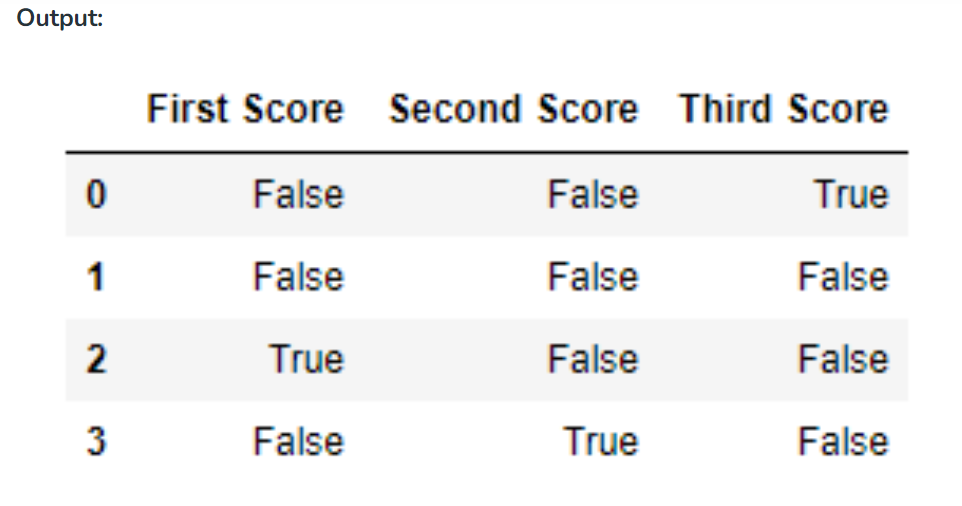 Output:
First Score Second Score Third Score
0 False False True
1 False False False
2 True False False
3 False True False